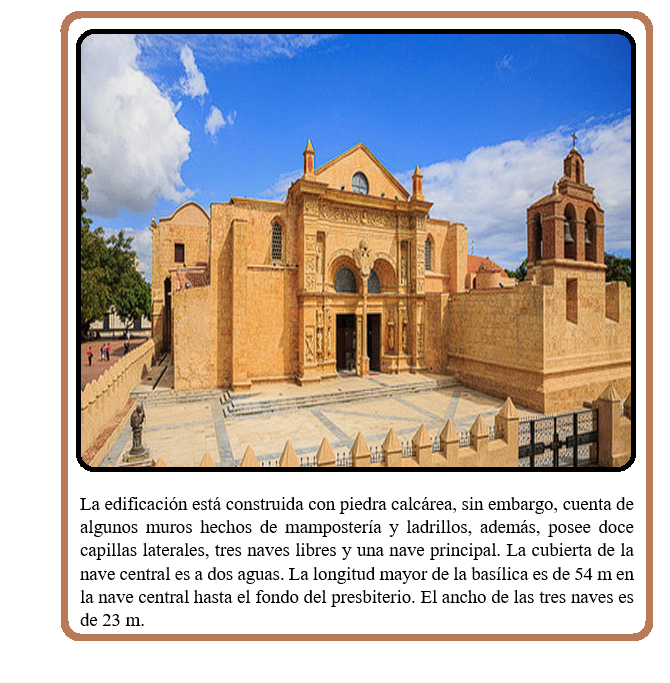 La edificación está construida con piedra calcárea, sin embargo, cuenta de
algunos muros hechos de mampostería y ladrillos, además, posee doce
capillas laterales, tres naves libres y una nave principal. La cubierta de la
nave central es a dos aguas. La longitud mayor de la basílica es de 54 m en
la nave central hasta el fondo del presbiterio. El ancho de las tres naves es
de 23 m.